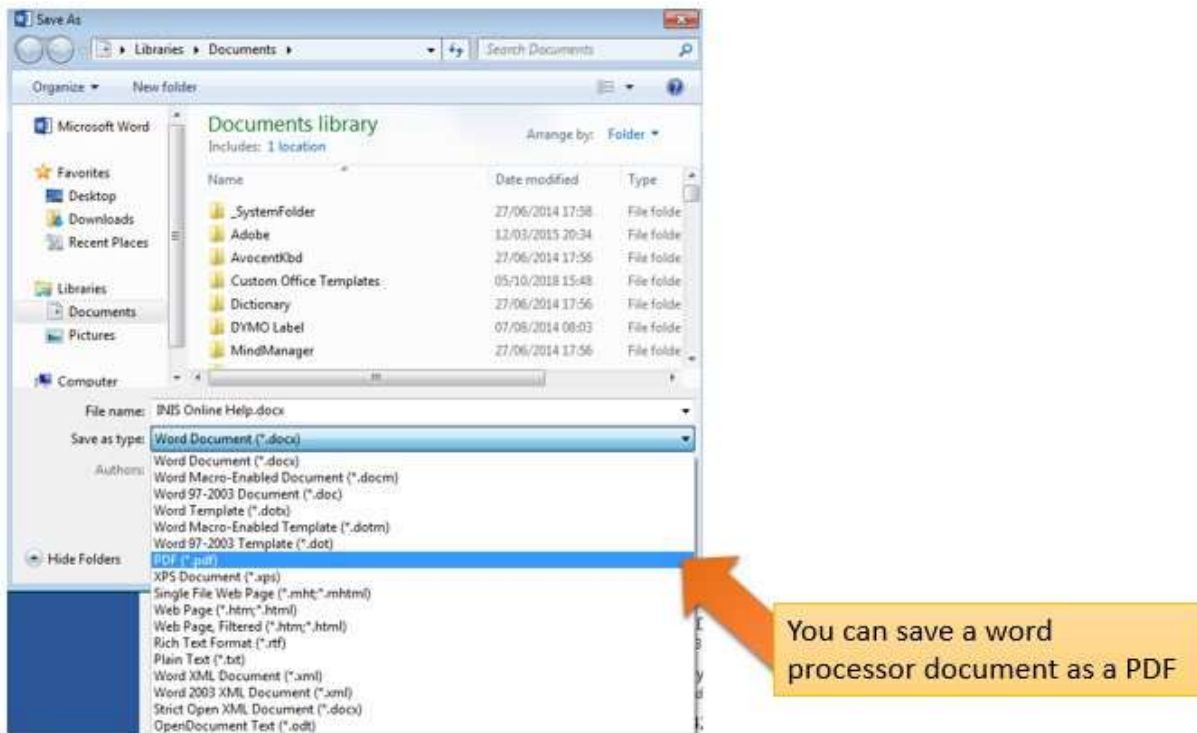 Save As
Libraries ▸ Documents ▸
Search Documents
Organize
New folder
Microsoft Word
Favorites
Desktop
Downloads
Recent Places
Libraries
Documents
Pictures
Computer
Documents library
Includes: 1 location
Arrange by: Folder
Name Date modified Type
_SystemFolder 27/06/2014 17:58 File folde
Adobe 12/03/2015 20:34 File folde
AvocentKbd 27/06/2014 17:56 File folde
Custom Office Templates 05/10/2018 15:48 File folde
Dictionary 27/06/2014 17:56 File folde
DYMO Label 07/08/2014 08:03 File folde
MindManager 27/06/2014 17:56 File folde
File name: INIS Online Help.docx
Save as type: Word Document (*.docx)
Authors:
Word Document (*.docx)
Word Macro-Enabled Document (*.docm)
Word 97-2003 Document (*.doc)
Word Template (*.dotx)
Word Macro-Enabled Template (*.dotm)
Word 97-2003 Template (*.dot)
Hide Folders
PDF (*.pdf)
XPS Document (*.xps)
Single File Web Page (*.mht;*.mhtml)
Web Page (*.htm;*.html)
Web Page, Filtered (*.htm;*.html)
Rich Text Format (*.rtf)
Plain Text (*.txt)
Word XML Document (*.xml)
Word 2003 XML Document (*.xml)
Strict Open XML Document (*.docx)
OpenDocument Text (*.odt)
You can save a word
processor document as a PDF